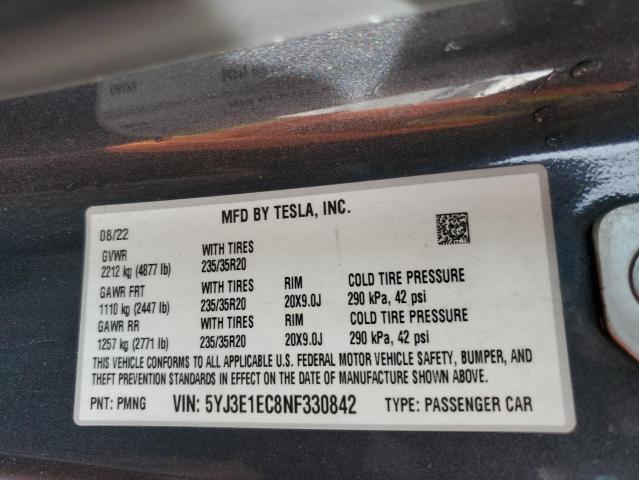 MFD BY TESLA, INC.
08/22
GVWR WITH TIRES
2212 kg (4877 lb) 235/35R20
GAWR FRT WITH TIRES RIM COLD TIRE PRESSURE
1110 kg (2447 lb) 235/35R20 20X9.0J 290 kPa, 42 psi
GAWR RR WITH TIRES RIM COLD TIRE PRESSURE
1257 kg (2771 lb) 235/35R20 20X9.0J 290 kPa, 42 psi
THIS VEHICLE CONFORMS TO ALL APPLICABLE U.S. FEDERAL MOTOR VEHICLE SAFETY, BUMPER, AND
THEFT PREVENTION STANDARDS IN EFFECT ON THE DATE OF MANUFACTURE SHOWN ABOVE.
PNT: PMNG VIN: 5YJ3E1EC8NF330842 TYPE: PASSENGER CAR